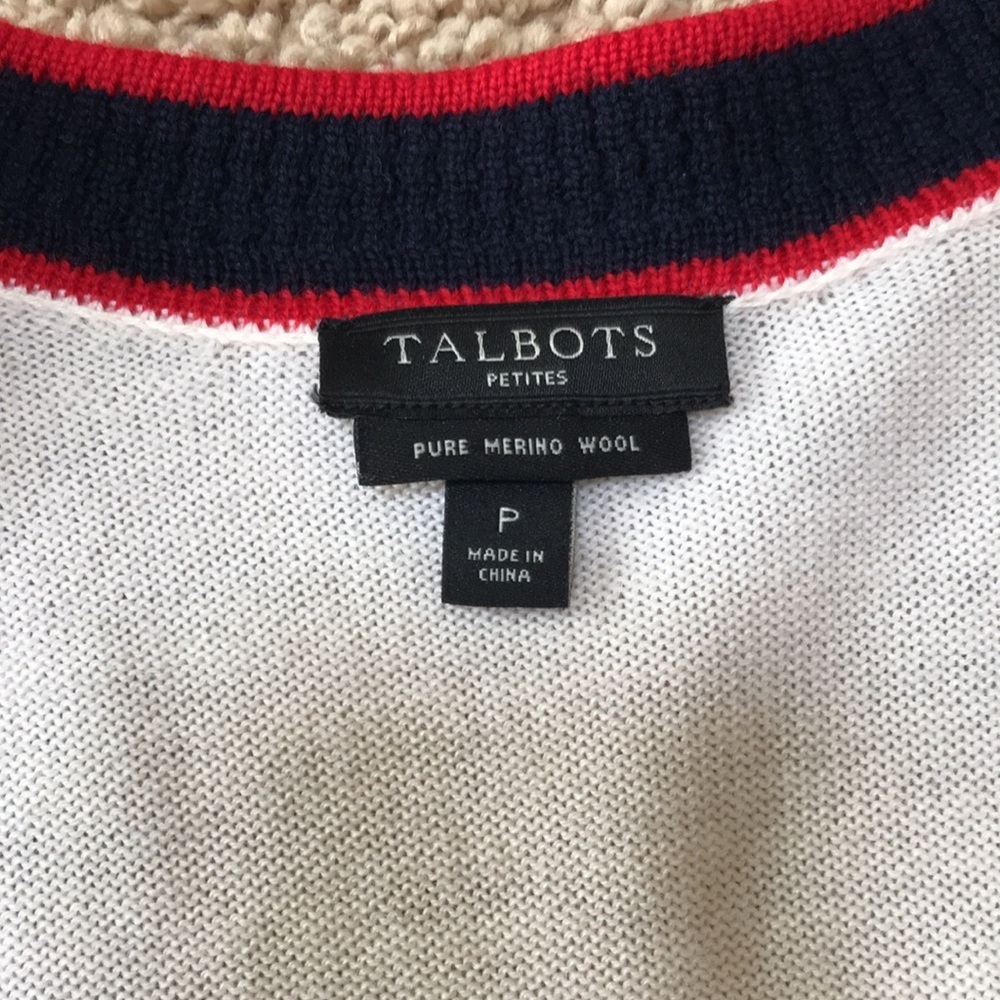 TALBOTS
PETITES
PURE MERINO WOOL
P
MADE IN
CHINA